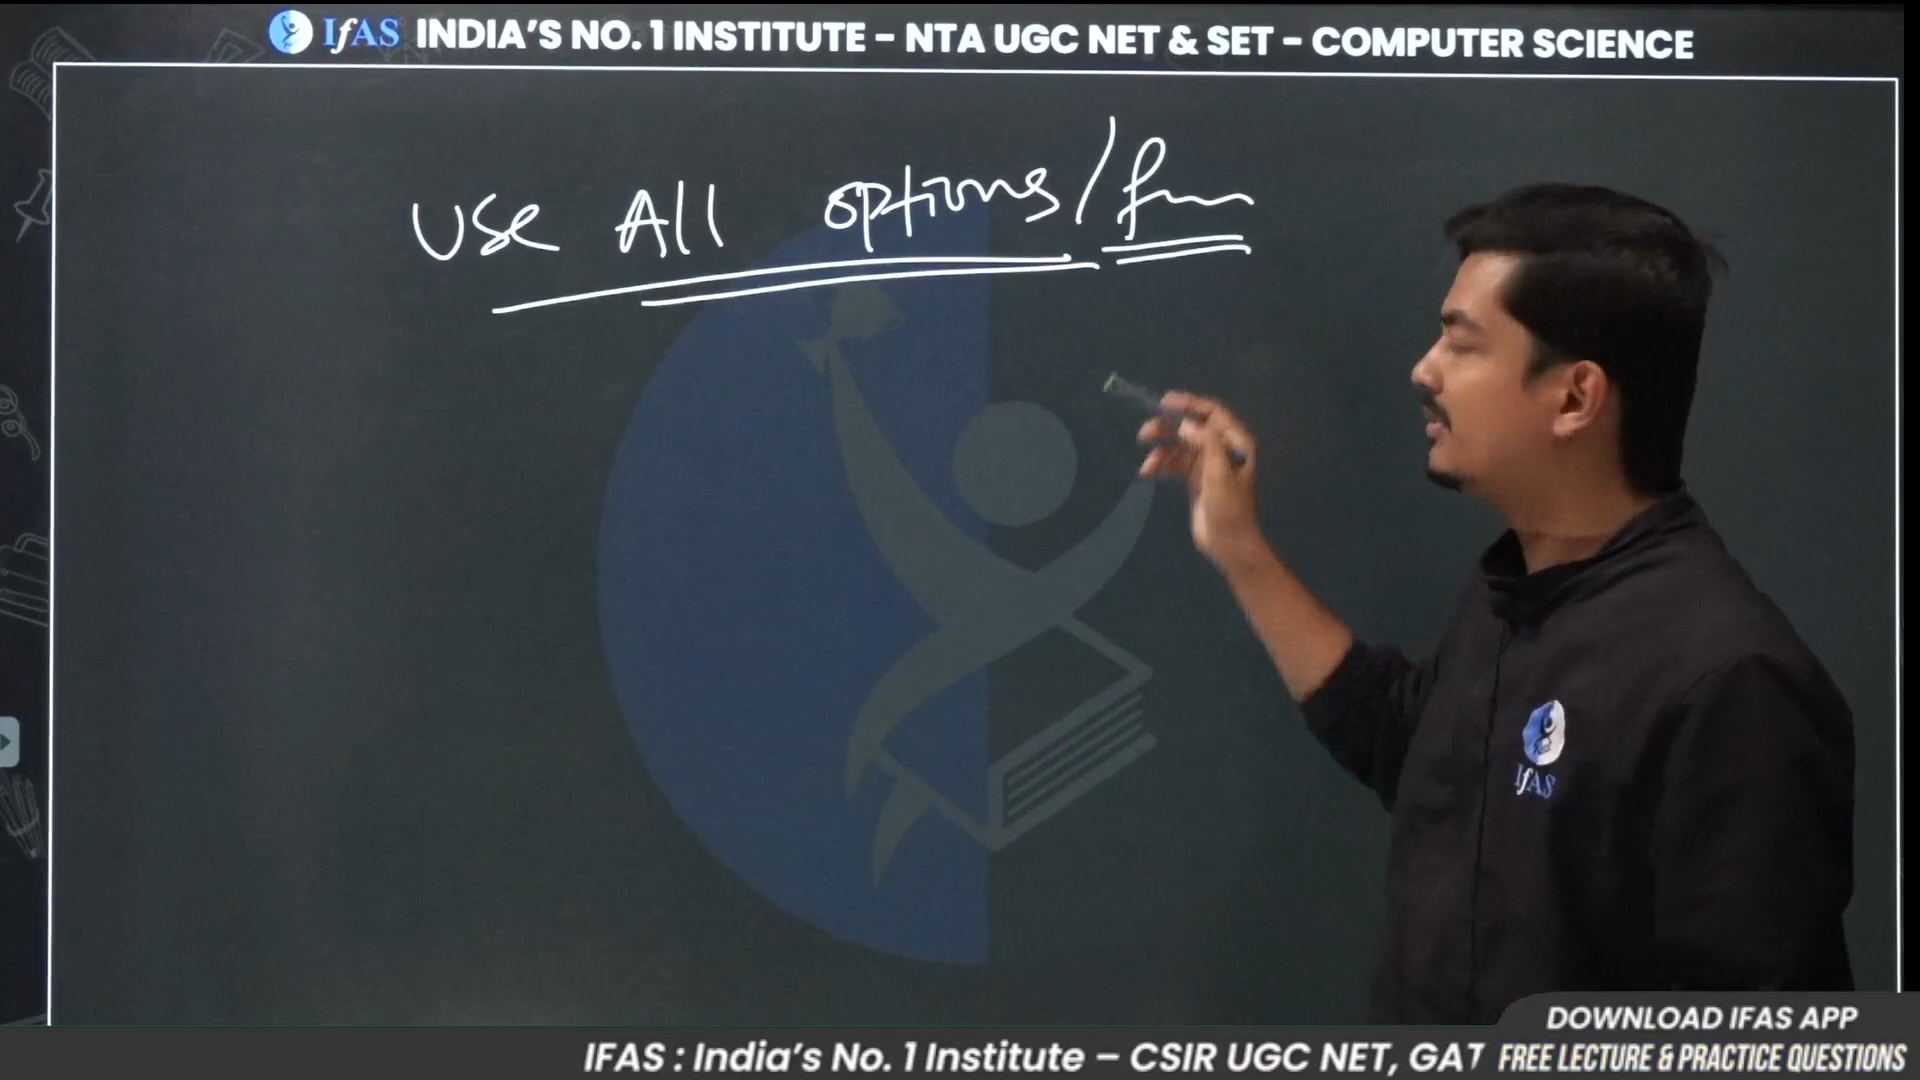 IfAS INDIA'S NO. 1 INSTITUTE – NTA UGC NET & SET – COMPUTER SCIENCE
Use All options/
IfAS
DOWNLOAD IFAS APP
IFAS : India's No. 1 Institute – CSIR UGC NET, GAT
FREE LECTURE & PRACTICE QUESTIONS